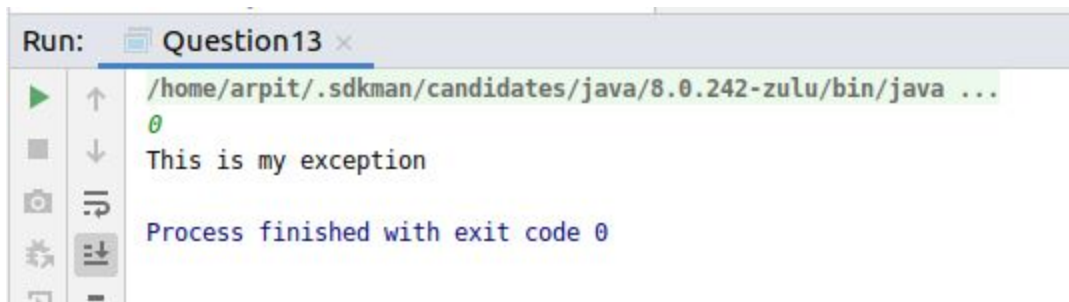 Run: Question13
/home/arpit/.sdkman/candidates/java/8.0.242-zulu/bin/java ...
0
This is my exception
Process finished with exit code 0